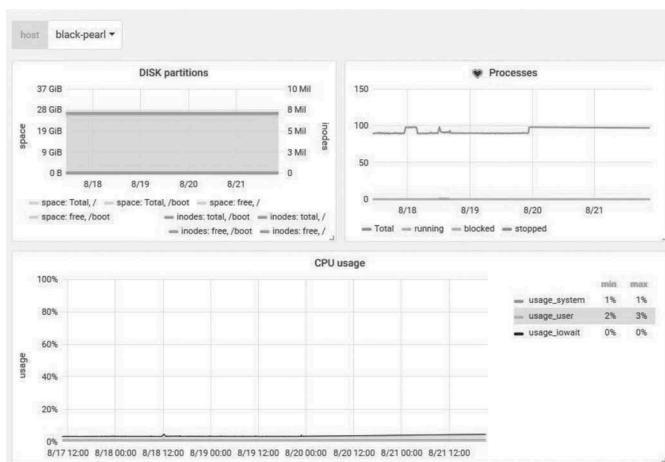 host black-pearl
DISK partitions
37 GiB
28 GiB
19 GiB
9 GiB
0 B
space
10 Mil
8 Mil
5 Mil
3 Mil
0
inodes
8/18 8/19 8/20 8/21
space: Total, / space: Total, /boot space: free, /
space: free, /boot inodes: total, /boot inodes: total, /
inodes: free, /boot inodes: free, /
Processes
150
100
50
0
8/18 8/19 8/20 8/21
Total running blocked stopped
CPU usage
100%
80%
60%
40%
20%
0%
usage
8/17 12:00 8/18 00:00 8/18 12:00 8/19 00:00 8/19 12:00 8/20 00:00 8/20 12:00 8/21 00:00 8/21 12:00
min max
usage_system 1% 1%
usage_user 2% 3%
usage_iowait 0% 0%